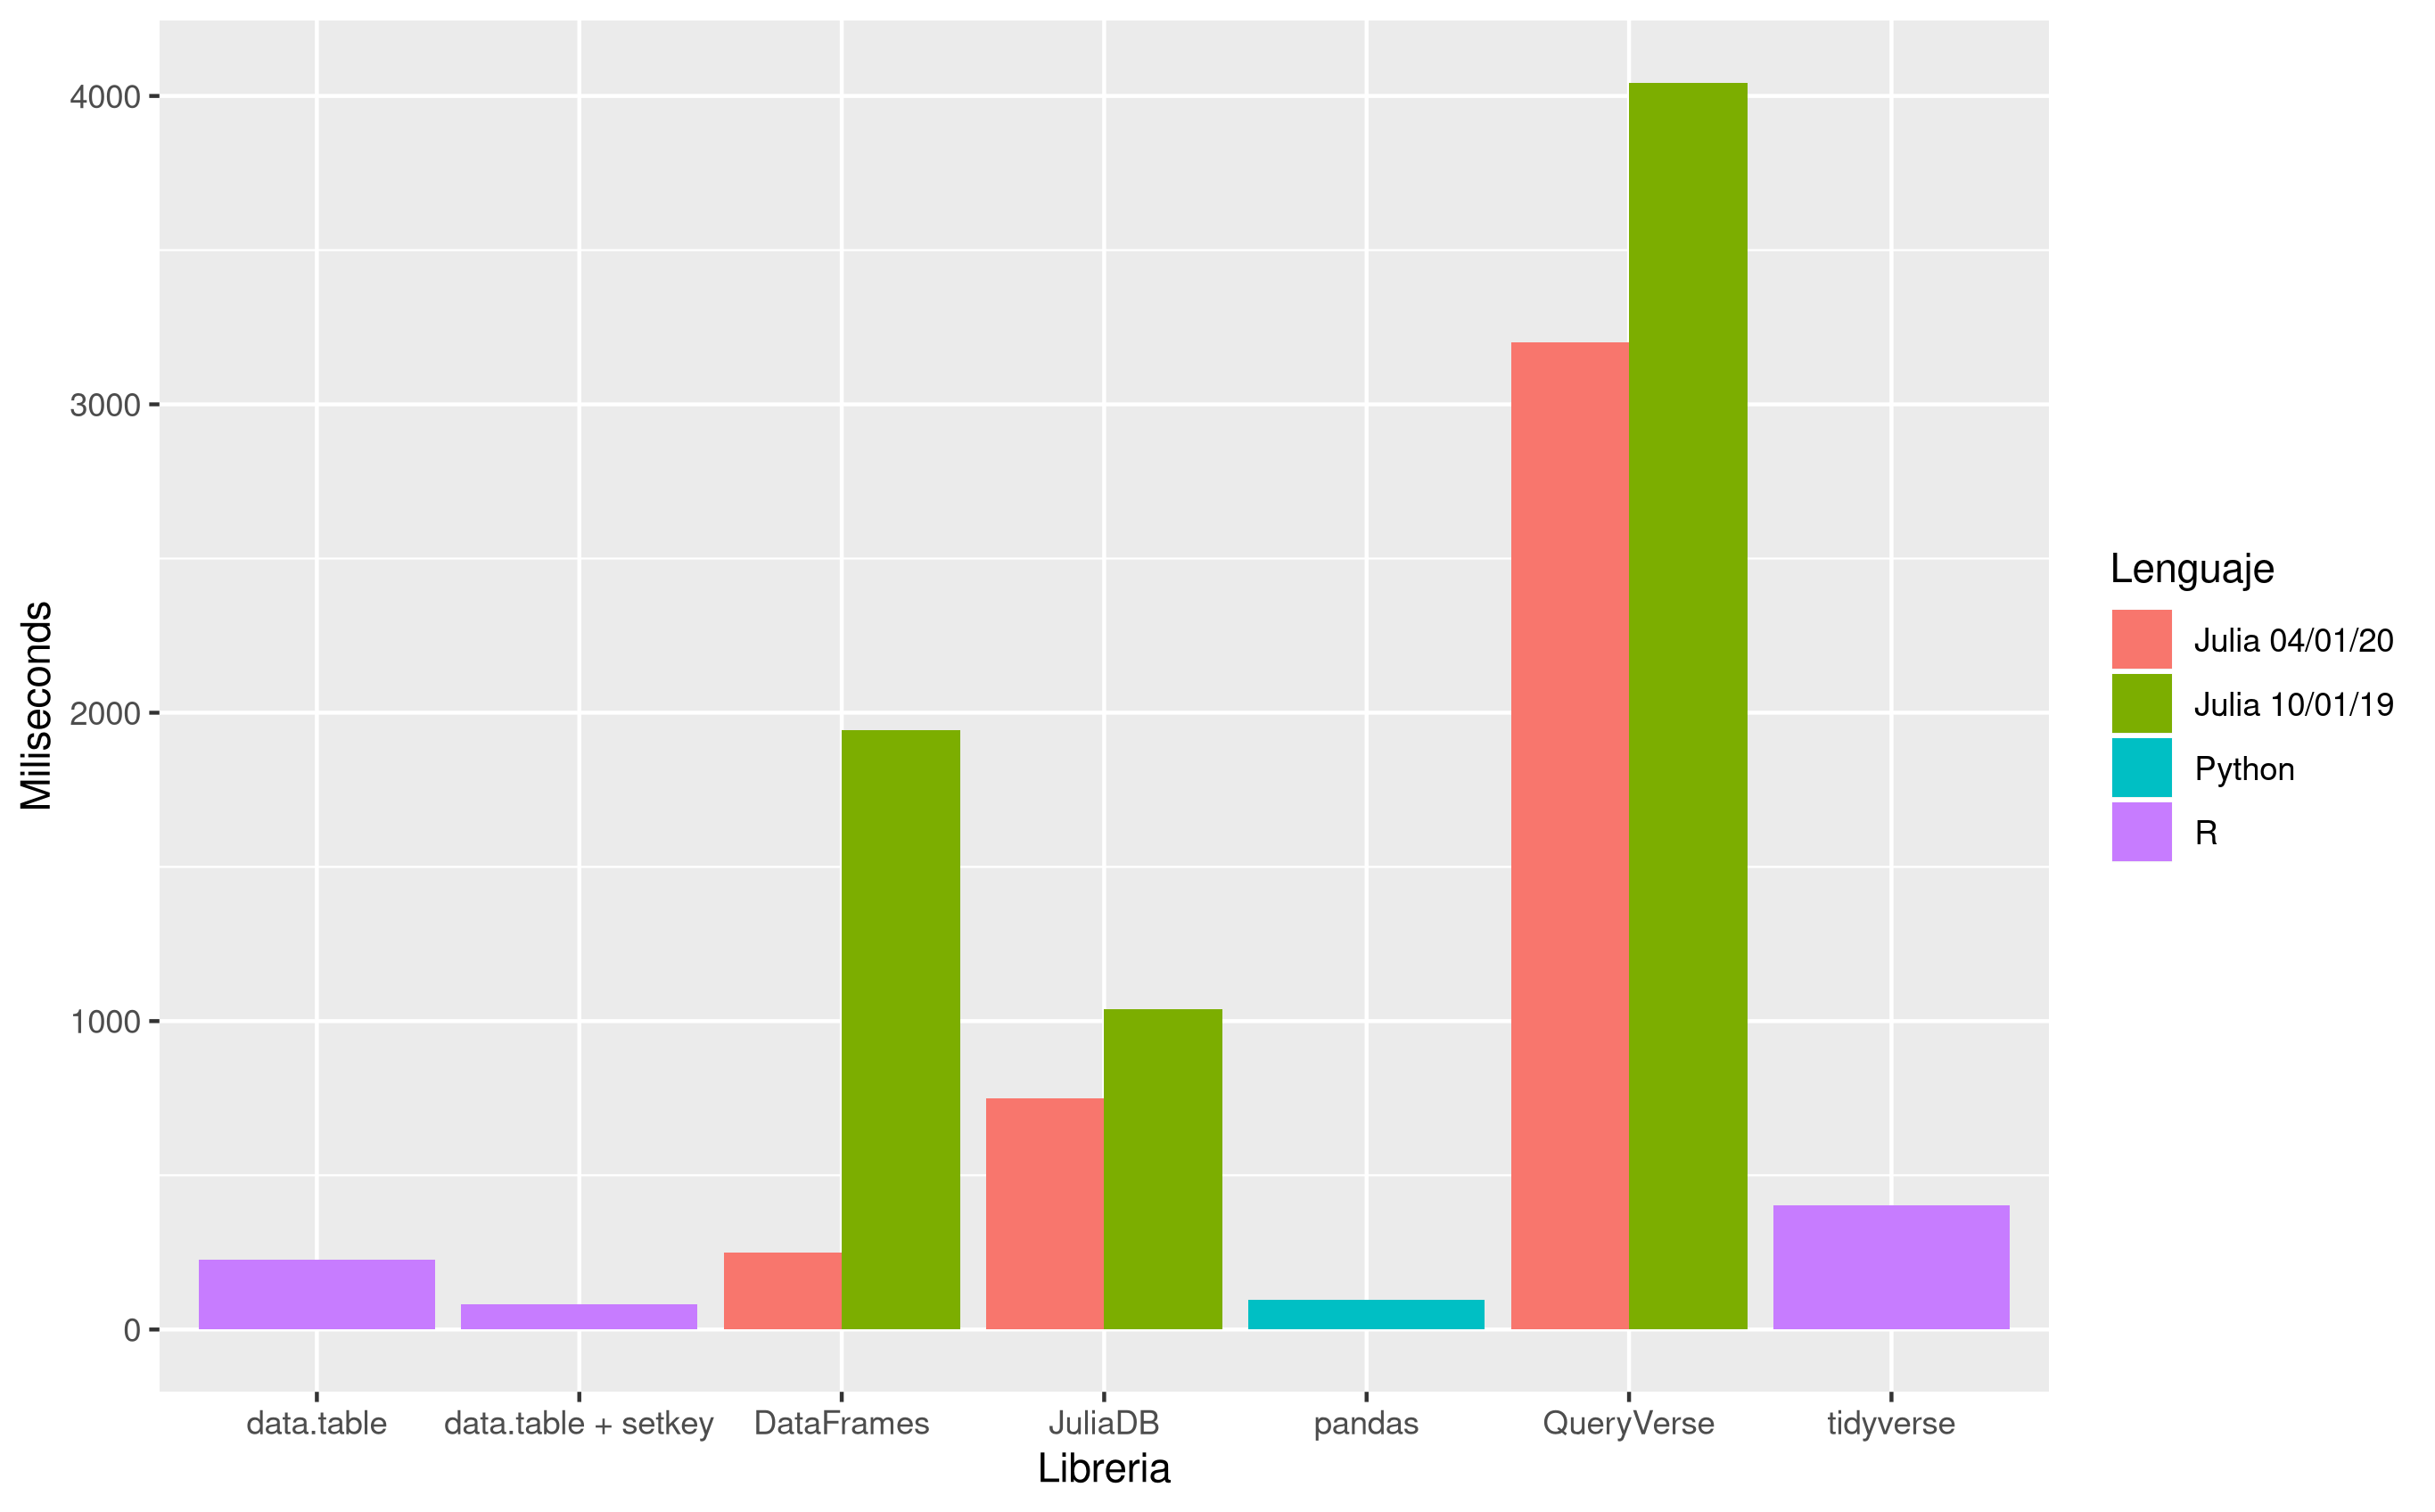 4000
3000
2000
1000
0
Miliseconds
data.table
data.table + setkey
DataFrames
JuliaDB
pandas
QueryVerse
tidyverse
Libreria
Lenguaje
Julia 04/01/20
Julia 10/01/19
Python
R